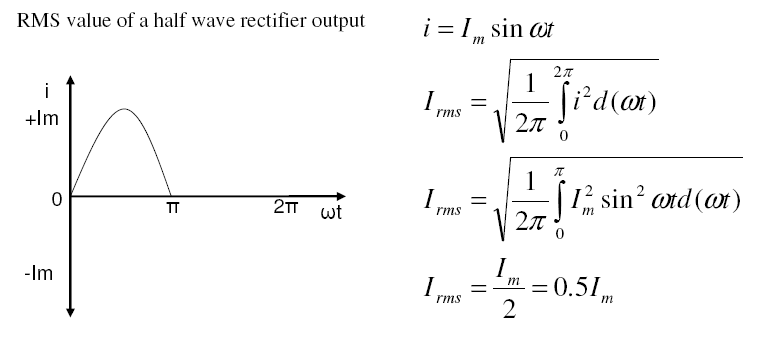 RMS value of a half wave rectifier output
i
+Im
0
π
2π
ωt
-Im
i = I_m sin ωt
I_rms = √(1/2π ∫₀^2π i² d(ωt))
I_rms = √(1/2π ∫₀^π I_m² sin² ωtd(ωt))
I_rms = I_m/2 = 0.5I_m